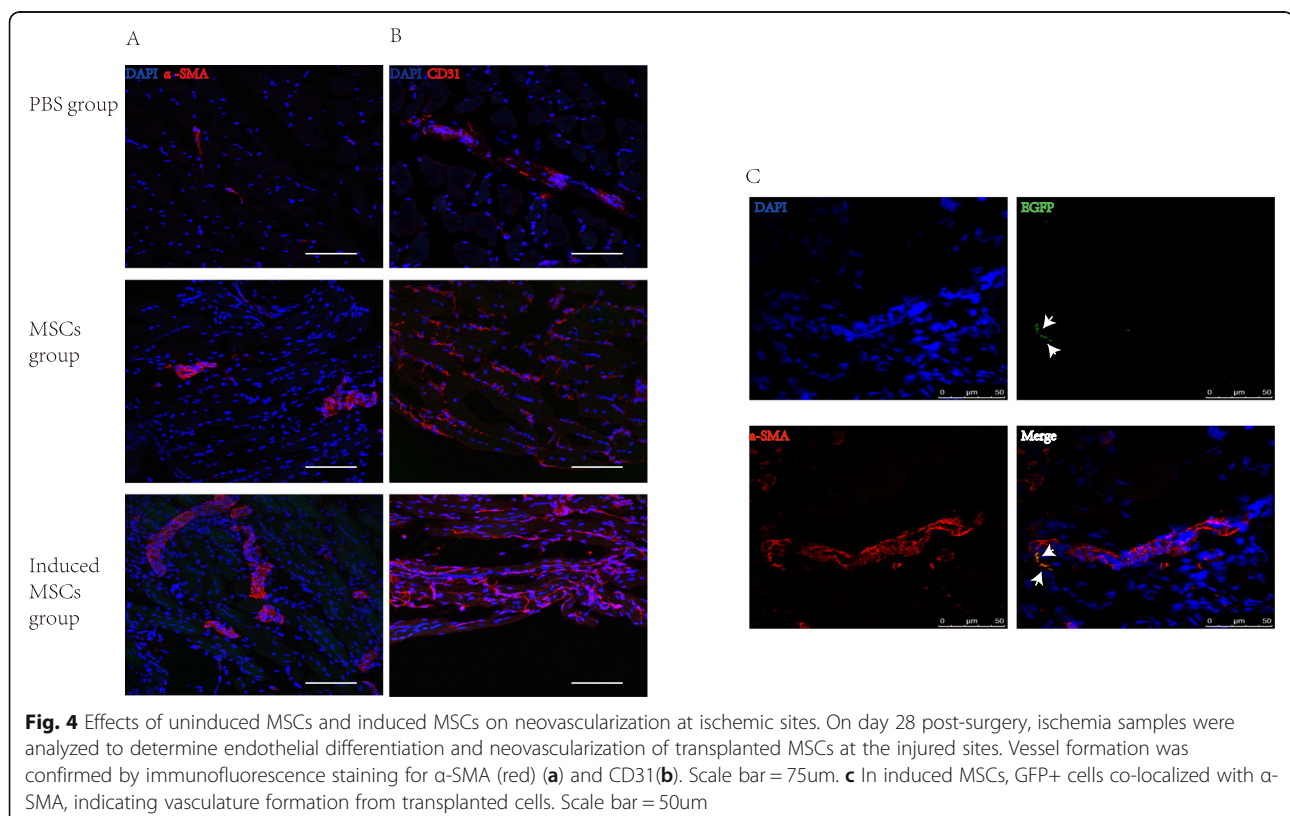 A
B
DAPI α-SMA
DAPI CD31
PBS group
MSCs
group
Induced
MSCs
group
C
DAPI
EGFP
0 µm 50
0 µm 50
α-SMA
Merge
0 µm 50
0 µm 50
Fig. 4 Effects of uninduced MSCs and induced MSCs on neovascularization at ischemic sites. On day 28 post-surgery, ischemia samples were
analyzed to determine endothelial differentiation and neovascularization of transplanted MSCs at the injured sites. Vessel formation was
confirmed by immunofluorescence staining for α-SMA (red) (a) and CD31(b). Scale bar = 75um. c In induced MSCs, GFP+ cells co-localized with α-
SMA, indicating vasculature formation from transplanted cells. Scale bar = 50um